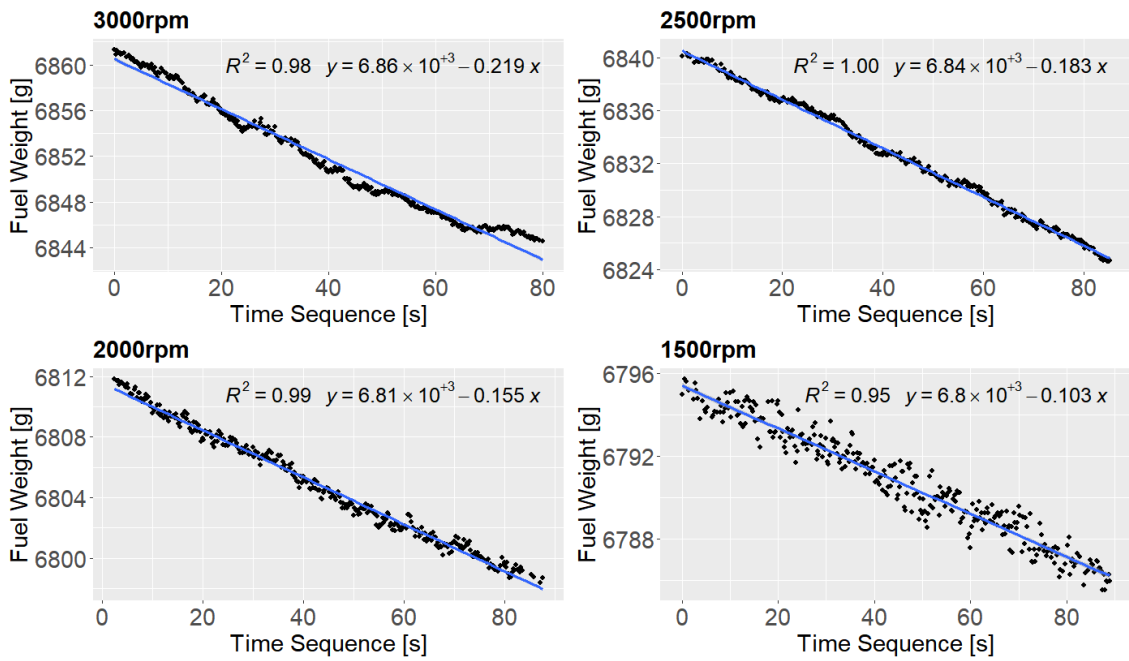 3000rpm
R² = 0.98 y = 6.86 × 10⁺³ − 0.219 x
Fuel Weight [g]
6860
6856
6852
6848
6844
0 20 40 60 80
Time Sequence [s]
2500rpm
R² = 1.00 y = 6.84 × 10⁺³ − 0.183 x
Fuel Weight [g]
6840
6836
6832
6828
6824
0 20 40 60 80
Time Sequence [s]
2000rpm
R² = 0.99 y = 6.81 × 10⁺³ − 0.155 x
Fuel Weight [g]
6812
6808
6804
6800
0 20 40 60 80
Time Sequence [s]
1500rpm
R² = 0.95 y = 6.8 × 10⁺³ − 0.103 x
Fuel Weight [g]
6796
6792
6788
0 20 40 60 80
Time Sequence [s]